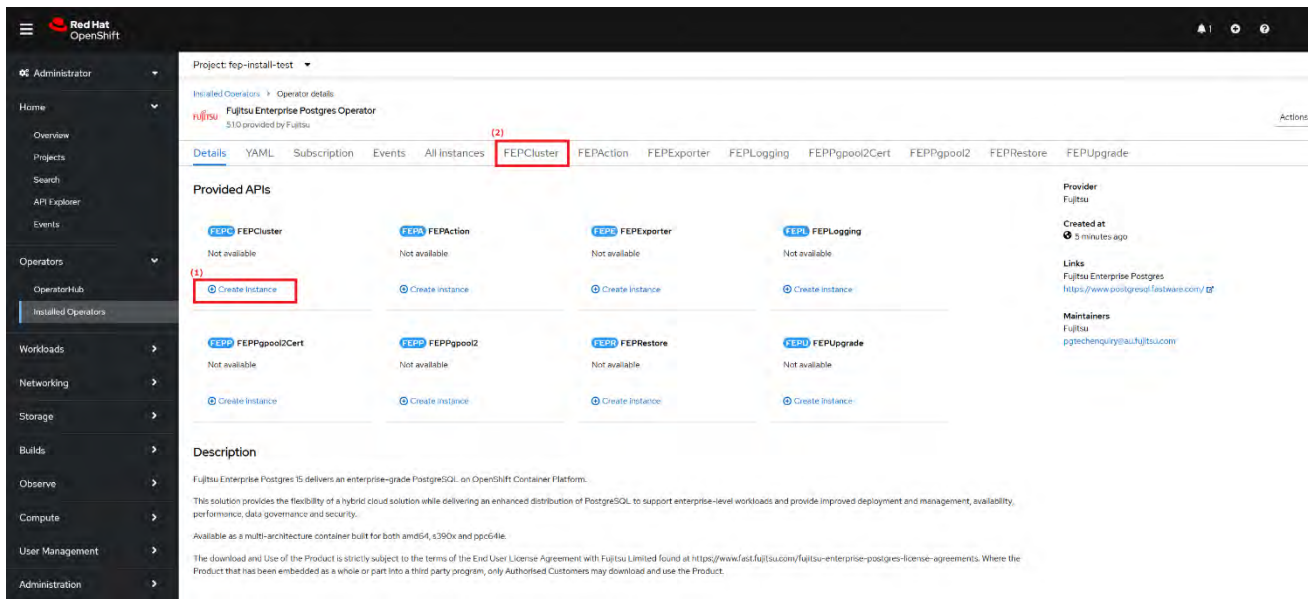 Red Hat
OpenShift
1
Administrator
Home
Overview
Projects
Search
API Explorer
Events
Operators
OperatorHub
Installed Operators
Workloads
Networking
Storage
Builds
Observe
Compute
User Management
Administration
Project: fep-install-test
Installed Operators > Operator details
FUJITSU
Fujitsu Enterprise Postgres Operator
5.1.0 provided by Fujitsu
Actions
(2)
Details YAML Subscription Events All instances FEPCluster FEPAction FEPExporter FEPLogging FEPPgpool2Cert FEPPgpool2 FEPRestore FEPUpgrade
Provided APIs
FEPC FEPCluster
Not available
(1)
Create instance
FEPA FEPAction
Not available
Create instance
FEPE FEPExporter
Not available
Create instance
FEPL FEPLogging
Not available
Create instance
FEPP FEPPgpool2Cert
Not available
Create instance
FEPP FEPPgpool2
Not available
Create instance
FEPR FEPRestore
Not available
Create instance
FEPU FEPUpgrade
Not available
Create instance
Provider
Fujitsu
Created at
5 minutes ago
Links
Fujitsu Enterprise Postgres
https://www.postgresql.fastware.com/
Maintainers
Fujitsu
pgtechenquiry@au.fujitsu.com
Description
Fujitsu Enterprise Postgres 15 delivers an enterprise-grade PostgreSQL on OpenShift Container Platform.
This solution provides the flexibility of a hybrid cloud solution while delivering an enhanced distribution of PostgreSQL to support enterprise-level workloads and provide improved deployment and management, availability,
performance, data governance and security.
Available as a multi-architecture container built for both amd64, s390x and ppc64le.
The download and Use of the Product is strictly subject to the terms of the End User License Agreement with Fujitsu Limited found at https://www.fast.fujitsu.com/fujitsu-enterprise-postgres-license-agreements. Where the
Product that has been embedded as a whole or part into a third party program, only Authorised Customers may download and use the Product.